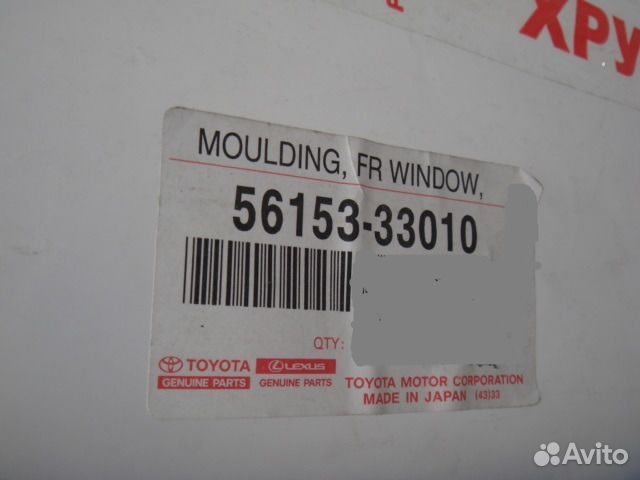 ХРУ
MOULDING, FR WINDOW,
56153-33010
QTY:
TOYOTA LEXUS
GENUINE PARTS GENUINE PARTS TOYOTA MOTOR CORPORATION
MADE IN JAPAN (43)33
Avito